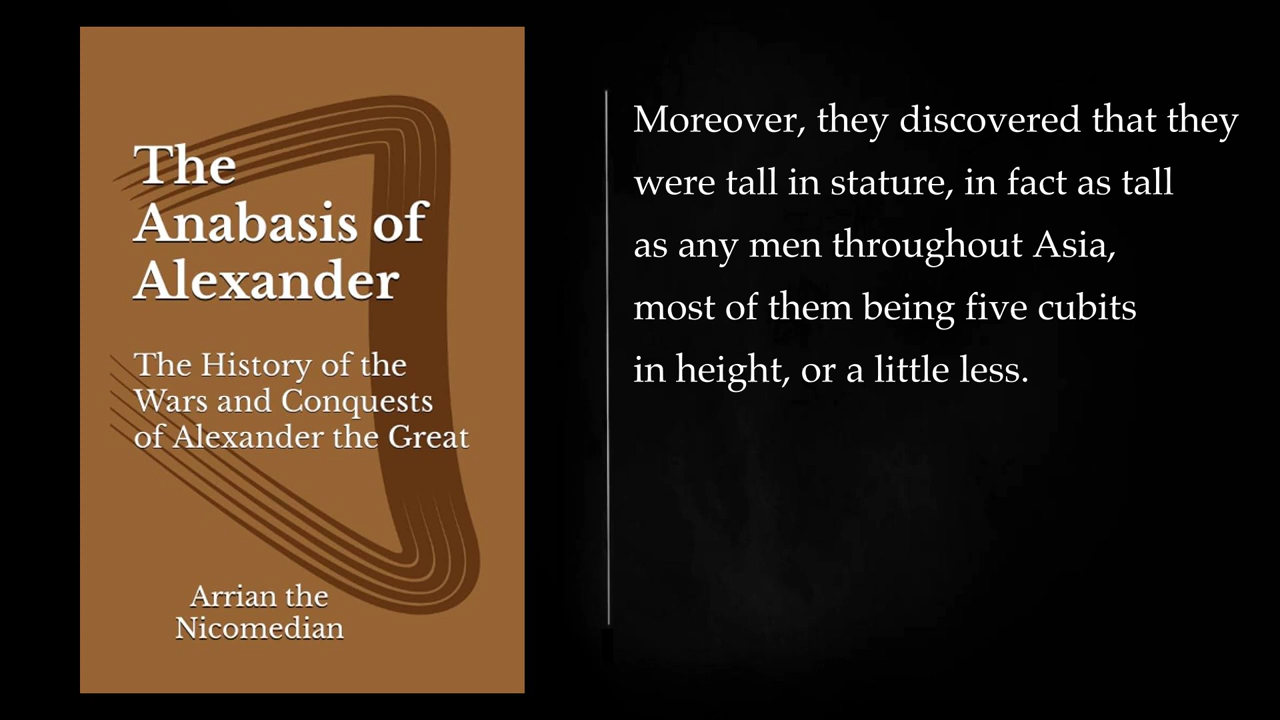 The
Anabasis of
Alexander
The History of the
Wars and Conquests
of Alexander the Great
Arrian the
Nicomedian
Moreover, they discovered that they
were tall in stature, in fact as tall
as any men throughout Asia,
most of them being five cubits
in height, or a little less.